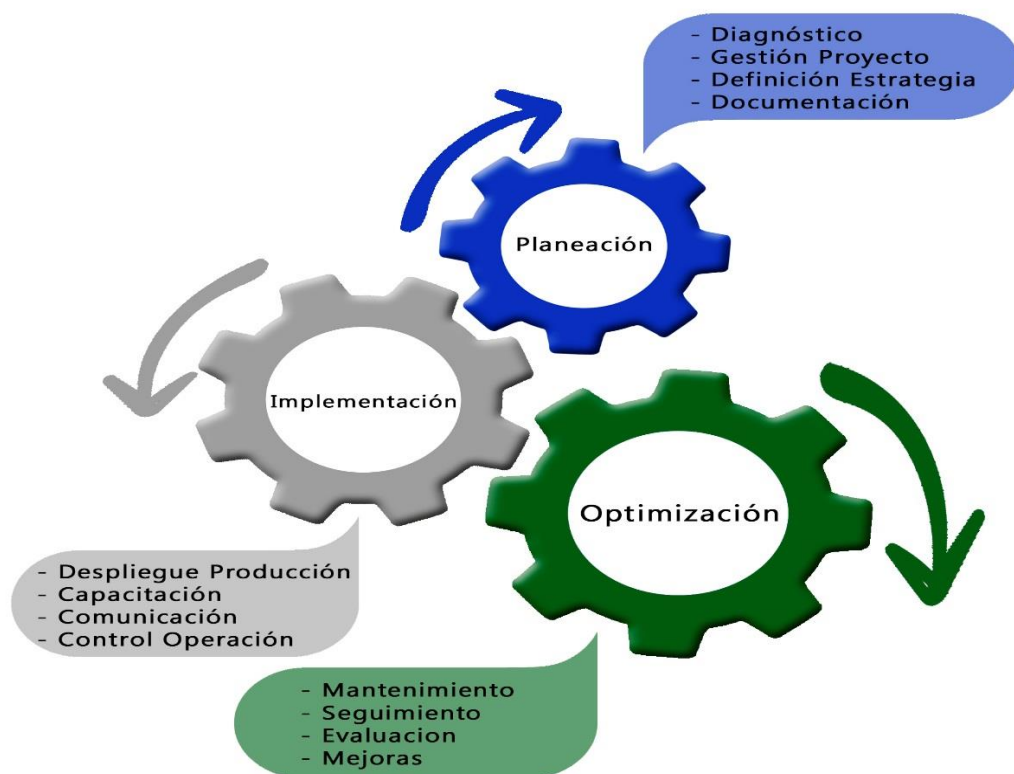 - Diagnóstico
- Gestión Proyecto
- Definición Estrategia
- Documentación
Planeación
Implementación
Optimización
- Despliegue Producción
- Capacitación
- Comunicación
- Control Operación
- Mantenimiento
- Seguimiento
- Evaluacion
- Mejoras